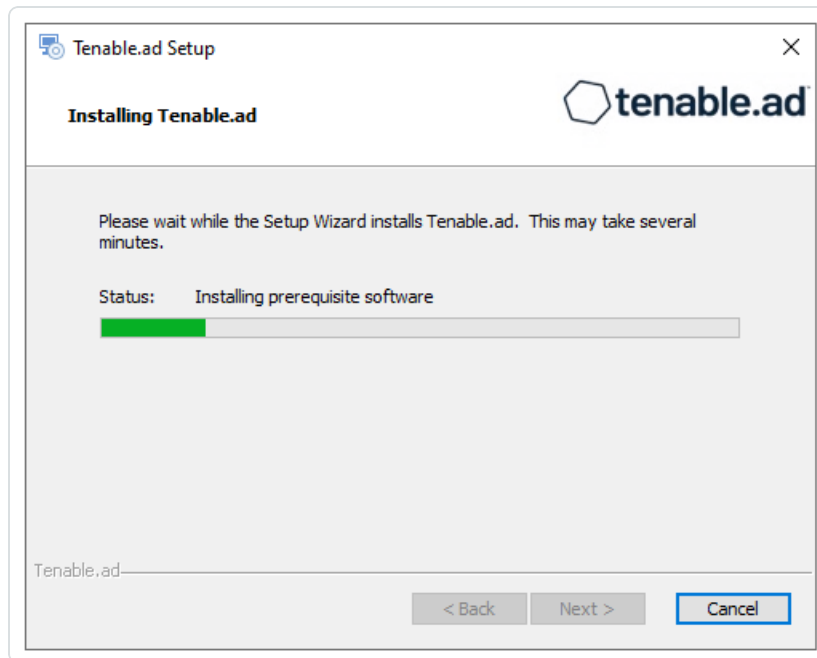 Tenable.ad Setup
Installing Tenable.ad
tenable.ad
Please wait while the Setup Wizard installs Tenable.ad. This may take several
minutes.
Status: Installing prerequisite software
Tenable.ad
< Back Next > Cancel